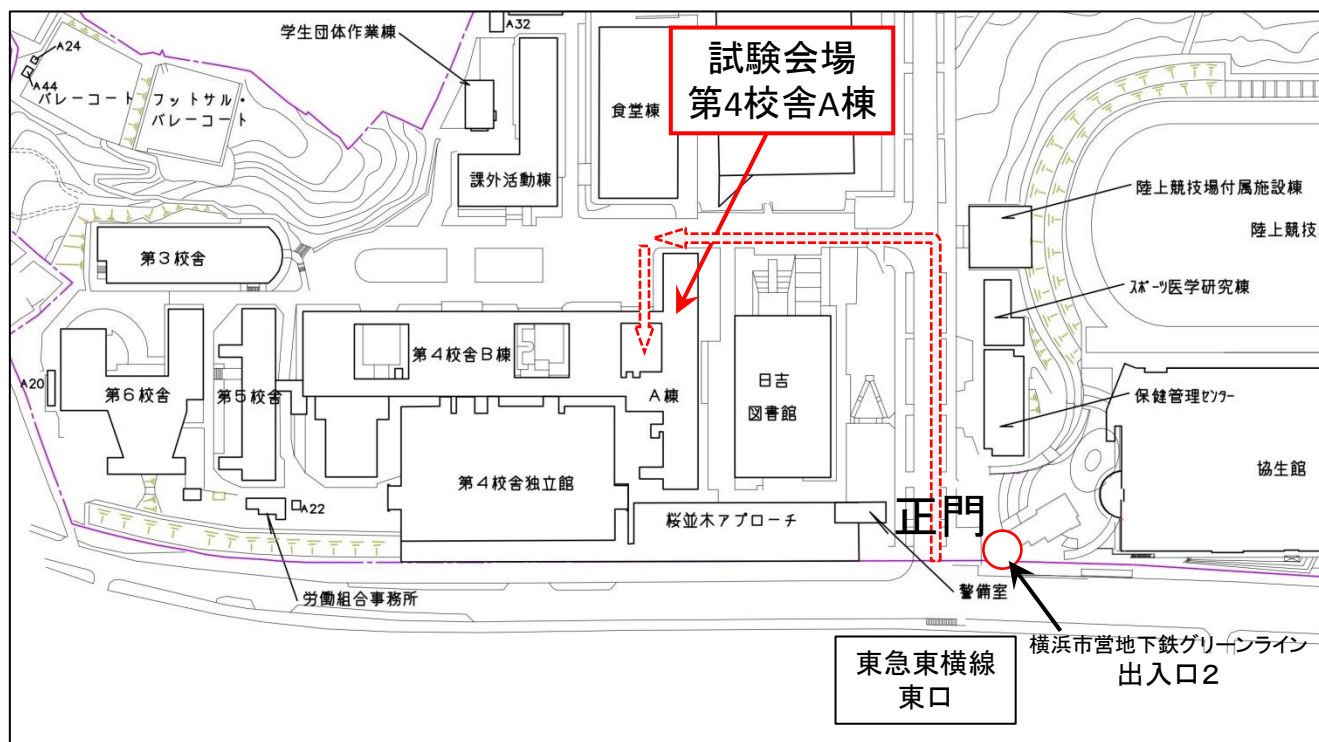 A32
学生団体作業棟
A24
A44
バレーコート
フットサル・
バレーコート
食堂棟
試験会場
第4校舎A棟
課外活動棟
陸上競技場付属施設棟
陸上競技
第3校舎
スポーツ医学研究棟
第4校舎B棟
A20
第6校舎
第5校舎
A棟
日吉
図書館
保健管理センター
協生館
第4校舎独立館
A22
桜並木アプローチ
正門
労働組合事務所
警備室
東急東横線
東口
横浜市営地下鉄グリーンライン
出入口2